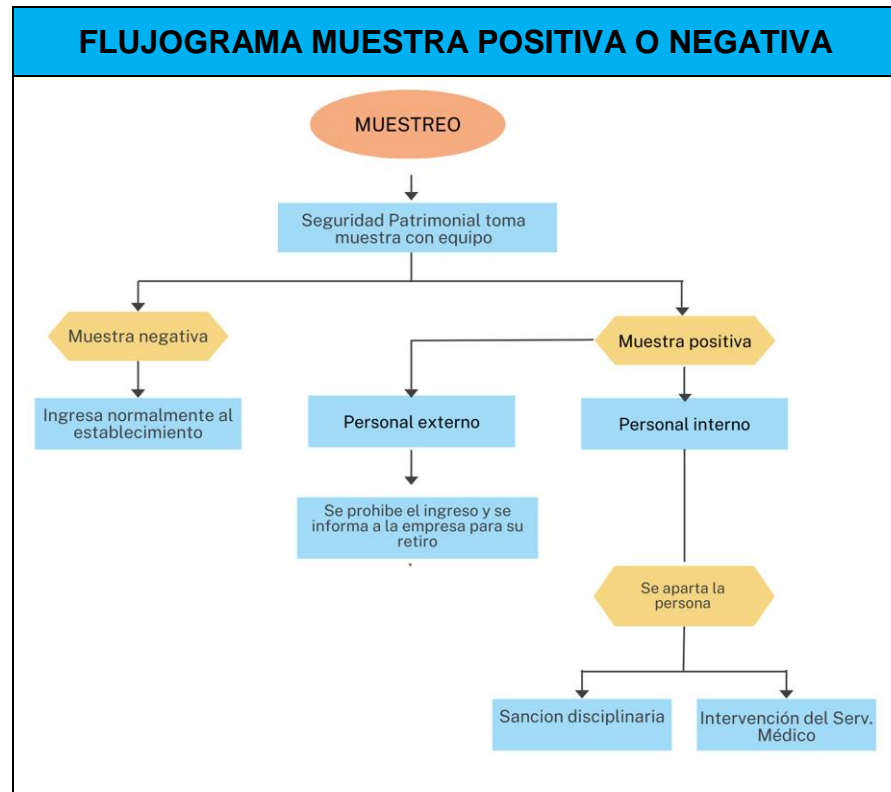 FLUJOGRAMA MUESTRA POSITIVA O NEGATIVA
MUESTREO
Seguridad Patrimonial toma
muestra con equipo
Muestra negativa
Muestra positiva
Ingresa normalmente al
establecimiento
Personal externo
Personal interno
Se prohibe el ingreso y se
informa a la empresa para su
retiro
Se aparta la
persona
Sancion disciplinaria
Intervención del Serv.
Médico